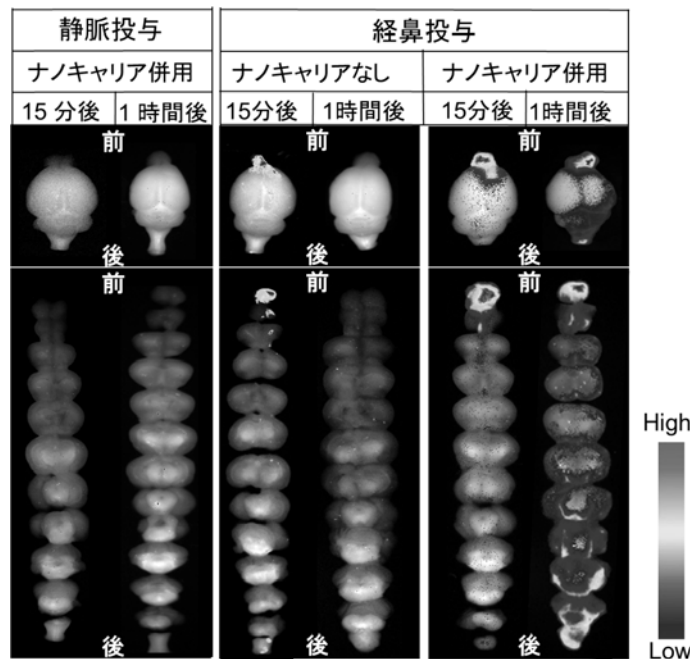 静脈投与 経鼻投与
ナノキャリア併用 ナノキャリアなし ナノキャリア併用
15 分後 1 時間後 15分後 1時間後 15分後 1時間後
前 前 前
後 後 後
前 前 前
High
Low
後 後 後